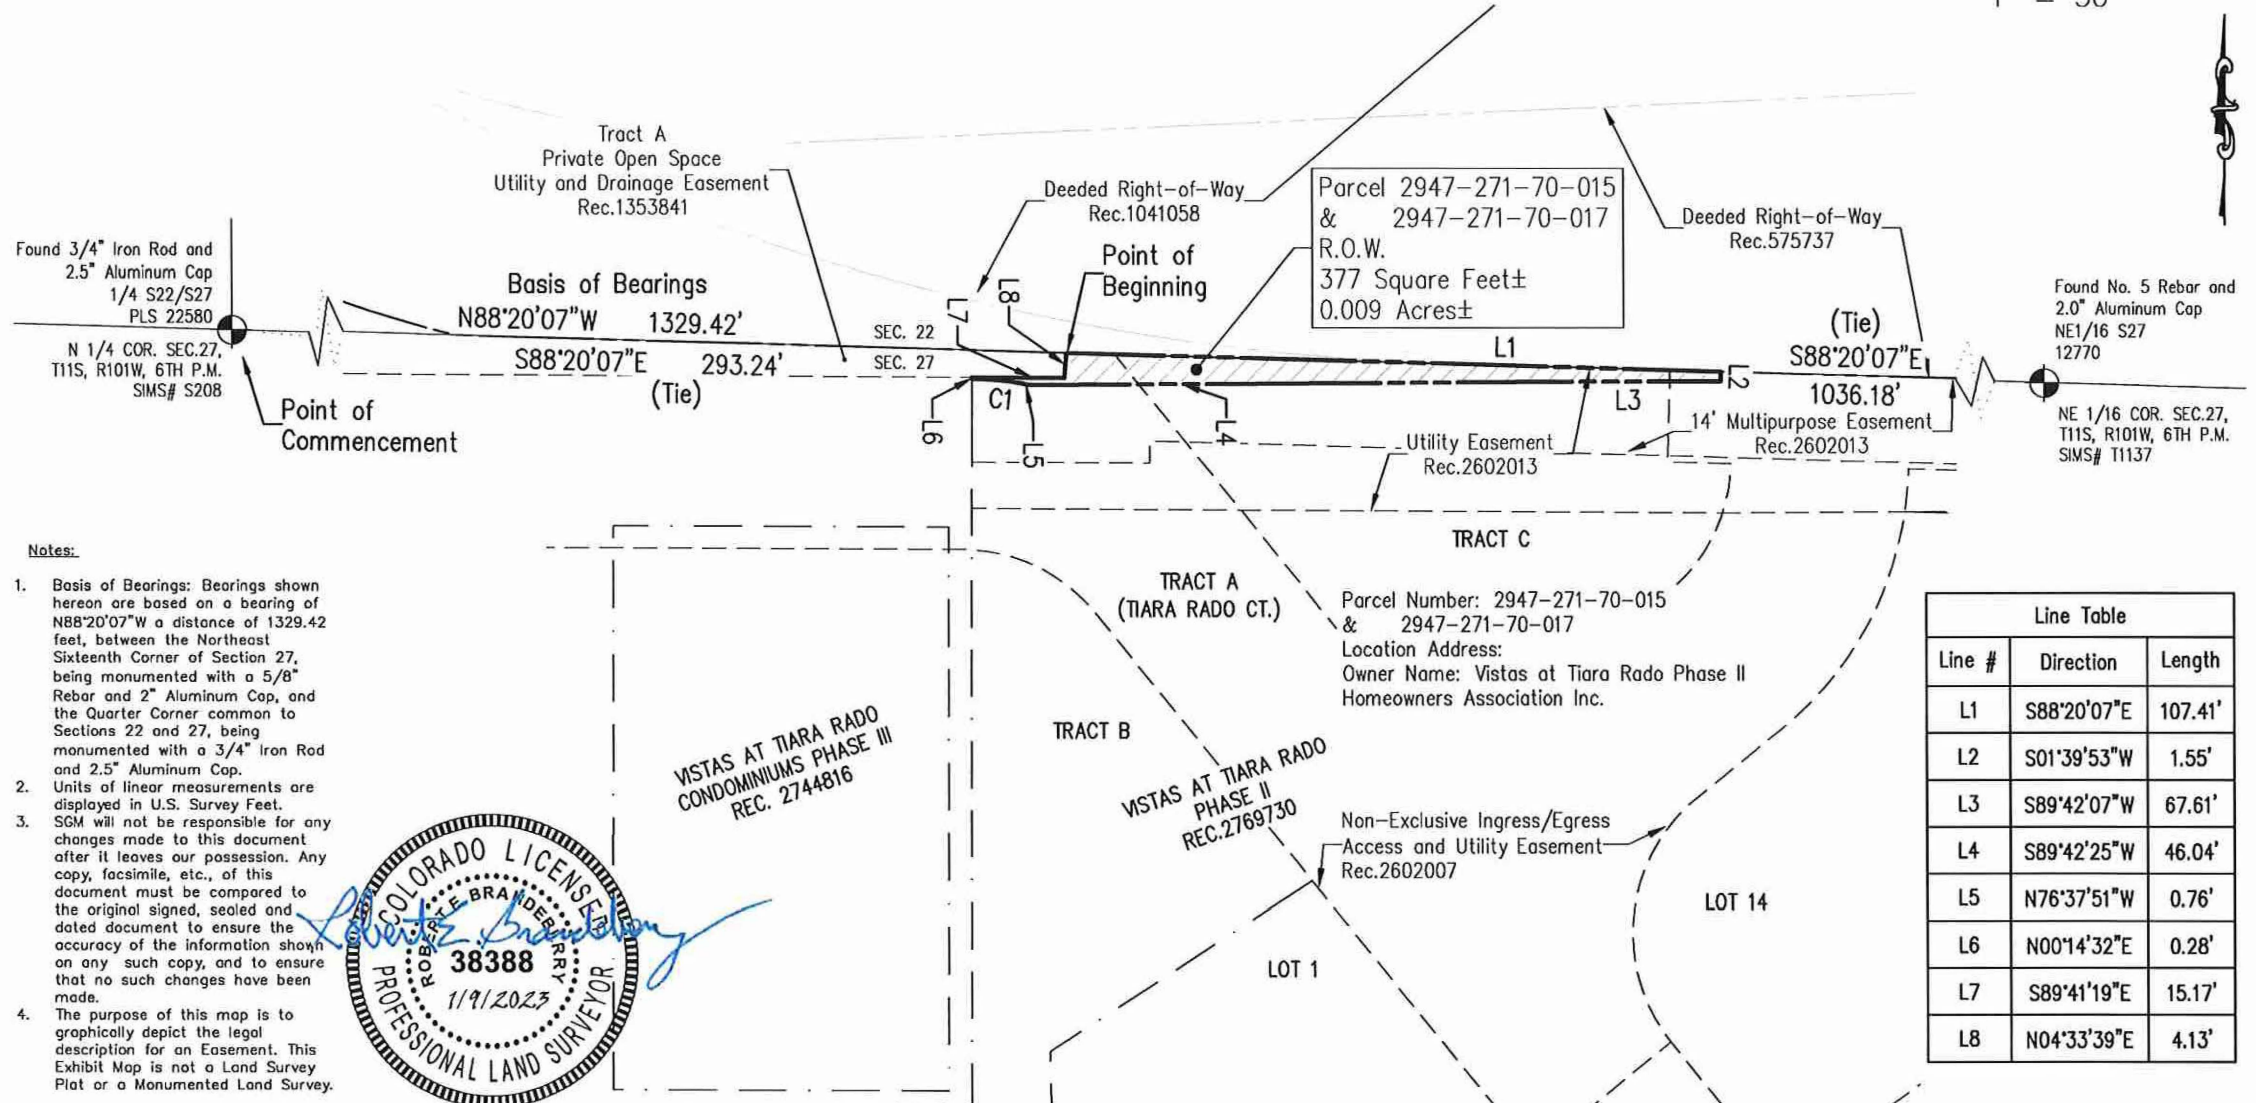 Tract A
Private Open Space
Utility and Drainage Easement
Rec.1353841
Deeded Right-of-Way
Rec.1041058
Parcel 2947-271-70-015
& 2947-271-70-017
R.O.W.
377 Square Feet±
0.009 Acres±
Deeded Right-of-Way
Rec.575737
Found 3/4" Iron Rod and
2.5" Aluminum Cap
1/4 S22/S27
PLS 22580
N 1/4 COR. SEC.27,
T11S, R101W, 6TH P.M.
SIMS# S208
Point of
Commencement
Basis of Bearings
N88°20'07"W 1329.42'
S88°20'07"E 293.24'
(Tie)
SEC. 22
SEC. 27
L7
L8
Point of
Beginning
L1
L2
(Tie)
S88°20'07"E
1036.18'
Found No. 5 Rebar and
2.0" Aluminum Cap
NE1/16 S27
12770
NE 1/16 COR. SEC.27,
T11S, R101W, 6TH P.M.
SIMS# T1137
L6
C1
L5
L4
L3
Utility Easement
Rec.2602013
14' Multipurpose Easement
Rec.2602013
TRACT C
TRACT A
(TIARA RADO CT.)
Parcel Number: 2947-271-70-015
& 2947-271-70-017
Location Address:
Owner Name: Vistas at Tiara Rado Phase II
Homeowners Association Inc.
TRACT B
VISTAS AT TIARA RADO
CONDOMINIUMS PHASE III
REC. 2744816
VISTAS AT TIARA RADO
PHASE II
REC.2769730
Non-Exclusive Ingress/Egress
Access and Utility Easement
Rec.2602007
LOT 14
LOT 1
Notes:
1. Basis of Bearings: Bearings shown
hereon are based on a bearing of
N88°20'07"W a distance of 1329.42
feet, between the Northeast
Sixteenth Corner of Section 27,
being monumented with a 5/8"
Rebar and 2" Aluminum Cap, and
the Quarter Corner common to
Sections 22 and 27, being
monumented with a 3/4" Iron Rod
and 2.5" Aluminum Cap.
2. Units of linear measurements are
displayed in U.S. Survey Feet.
3. SGM will not be responsible for any
changes made to this document
after it leaves our possession. Any
copy, facsimile, etc., of this
document must be compared to
the original signed, sealed and
dated document to ensure the
accuracy of the information shown
on any such copy, and to ensure
that no such changes have been
made.
4. The purpose of this map is to
graphically depict the legal
description for an Easement. This
Exhibit Map is not a Land Survey
Plat or a Monumented Land Survey.
COLORADO LICENSED
ROBERT E BRANDEBERRY
38388
1/9/2023
PROFESSIONAL LAND SURVEYOR
Robert E. Brandeberry
Line Table
Line # Direction Length
L1 S88°20'07"E 107.41'
L2 S01°39'53"W 1.55'
L3 S89°42'07"W 67.61'
L4 S89°42'25"W 46.04'
L5 N76°37'51"W 0.76'
L6 N00°14'32"E 0.28'
L7 S89°41'19"E 15.17'
L8 N04°33'39"E 4.13'